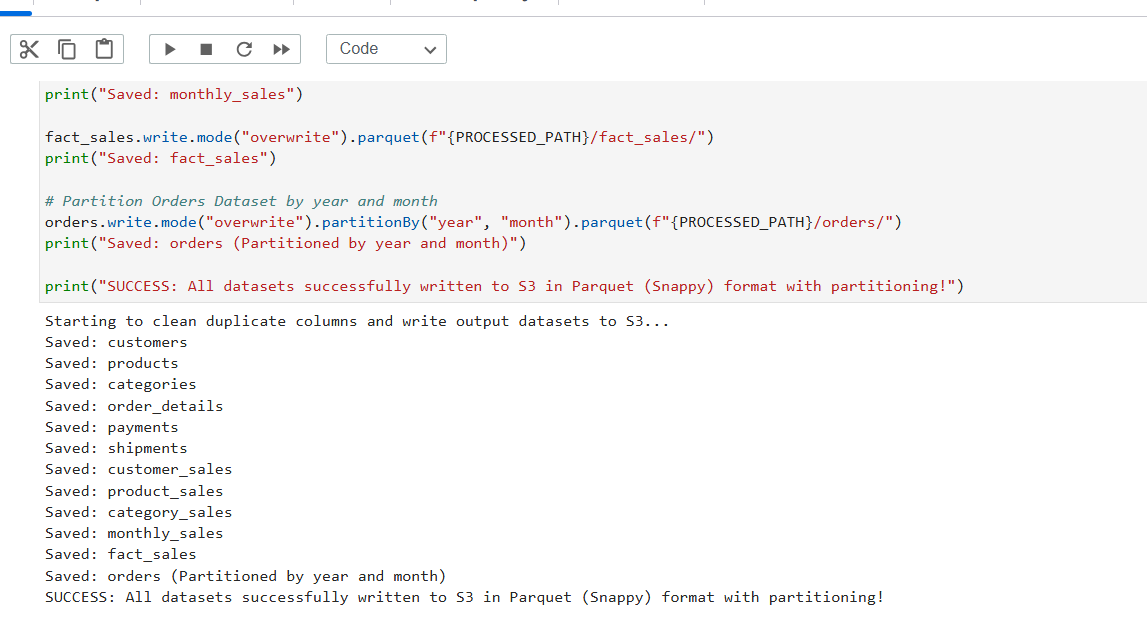 Code
print("Saved: monthly_sales")
fact_sales.write.mode("overwrite").parquet(f"{PROCESSED_PATH}/fact_sales/")
print("Saved: fact_sales")
# Partition Orders Dataset by year and month
orders.write.mode("overwrite").partitionBy("year", "month").parquet(f"{PROCESSED_PATH}/orders/")
print("Saved: orders (Partitioned by year and month)")
print("SUCCESS: All datasets successfully written to S3 in Parquet (Snappy) format with partitioning!")
Starting to clean duplicate columns and write output datasets to S3...
Saved: customers
Saved: products
Saved: categories
Saved: order_details
Saved: payments
Saved: shipments
Saved: customer_sales
Saved: product_sales
Saved: category_sales
Saved: monthly_sales
Saved: fact_sales
Saved: orders (Partitioned by year and month)
SUCCESS: All datasets successfully written to S3 in Parquet (Snappy) format with partitioning!